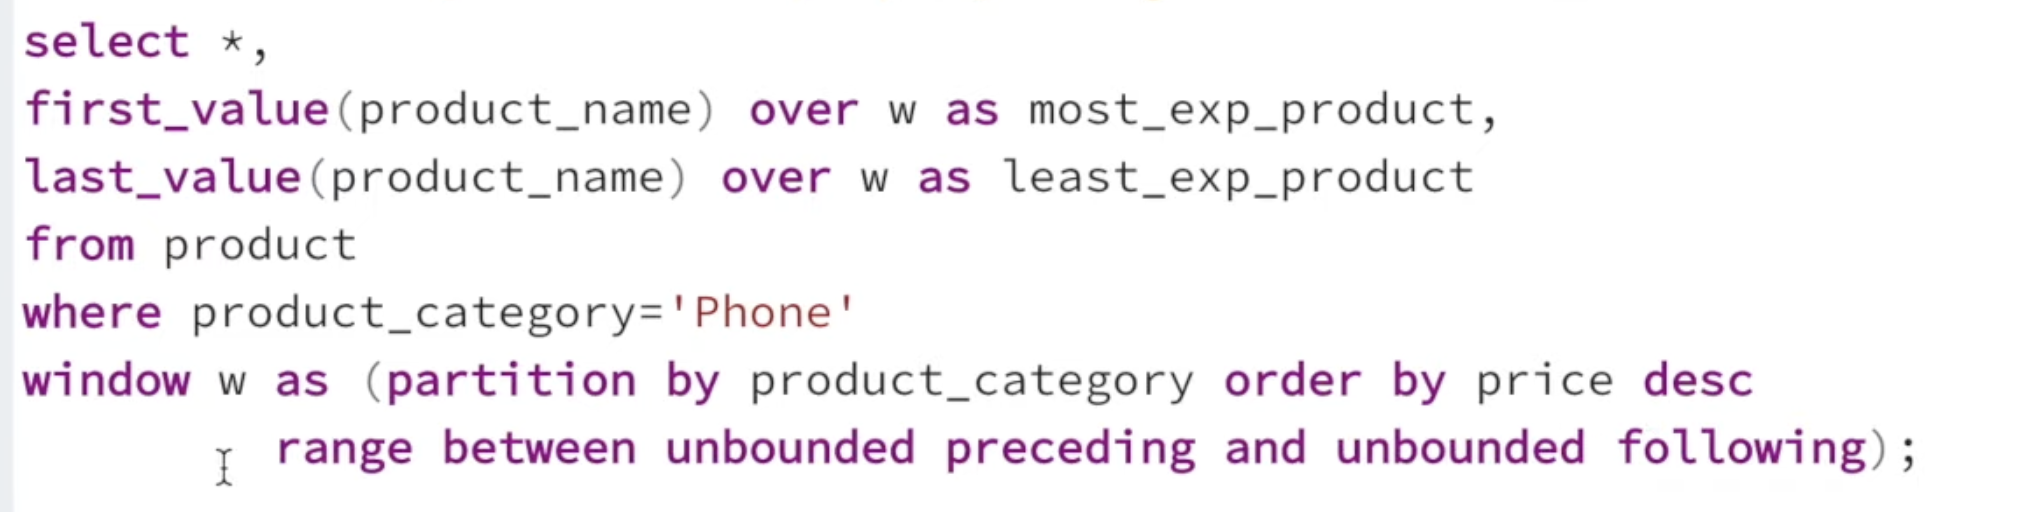 select *,
first_value(product_name) over w as most_exp_product,
last_value(product_name) over w as least_exp_product
from product
where product_category='Phone'
window w as (partition by product_category order by price desc
range between unbounded preceding and unbounded following);